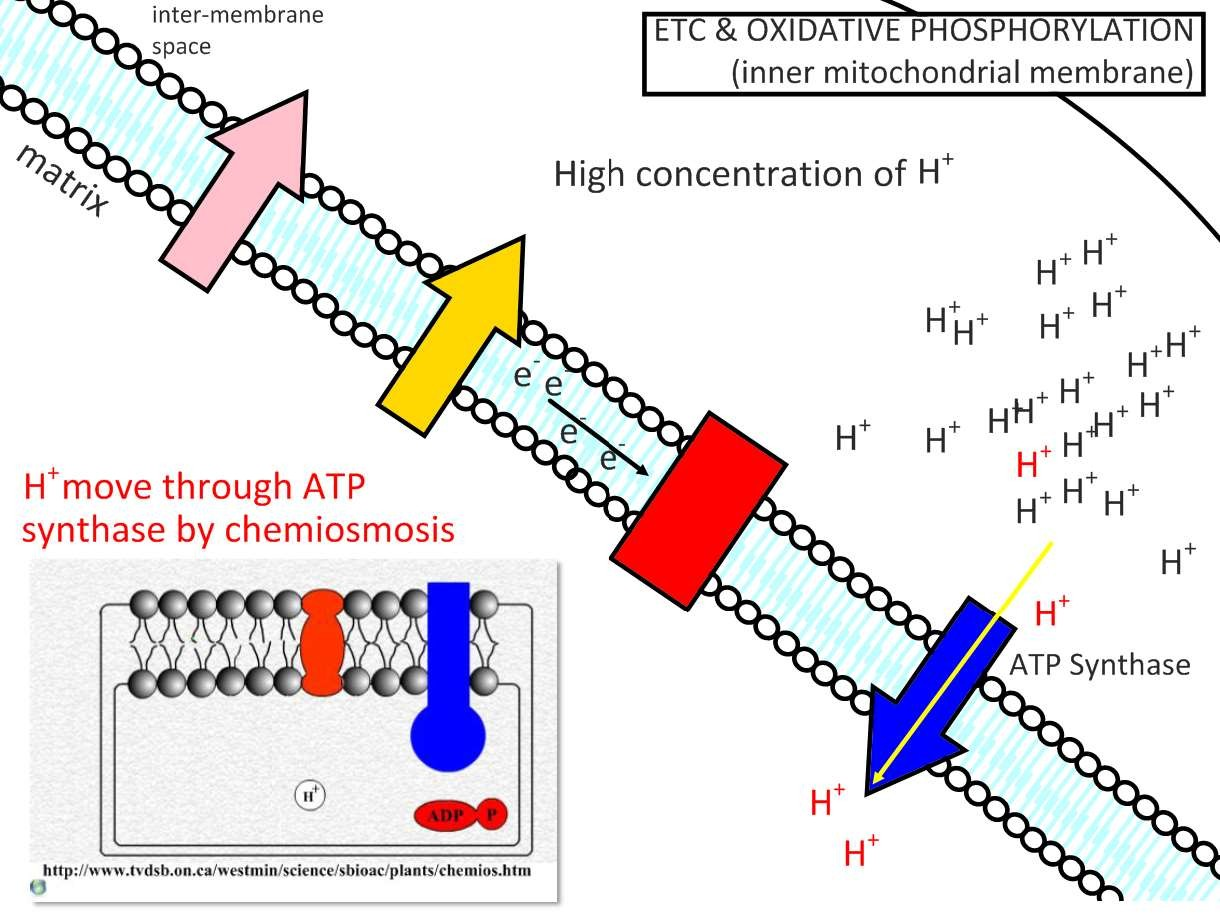 inter-membrane
space
ETC & OXIDATIVE PHOSPHORYLATION
(inner mitochondrial membrane)
matrix
High concentration of H⁺
H⁺ H⁺
H⁺ H⁺
H⁺ H⁺ H⁺
H⁺ H⁺
e⁻ e⁻
H⁺ H⁺
H⁺ H⁺ H⁺ H⁺
e⁻
H⁺ H⁺ H⁺
e⁻
H⁺
H⁺ H⁺ H⁺
H⁺
H⁺move through ATP
synthase by chemiosmosis
H⁺
ATP Synthase
H⁺
H⁺
H⁺
ADP P
http://www.tvdsb.on.ca/westmin/science/sbioac/plants/chemios.htm